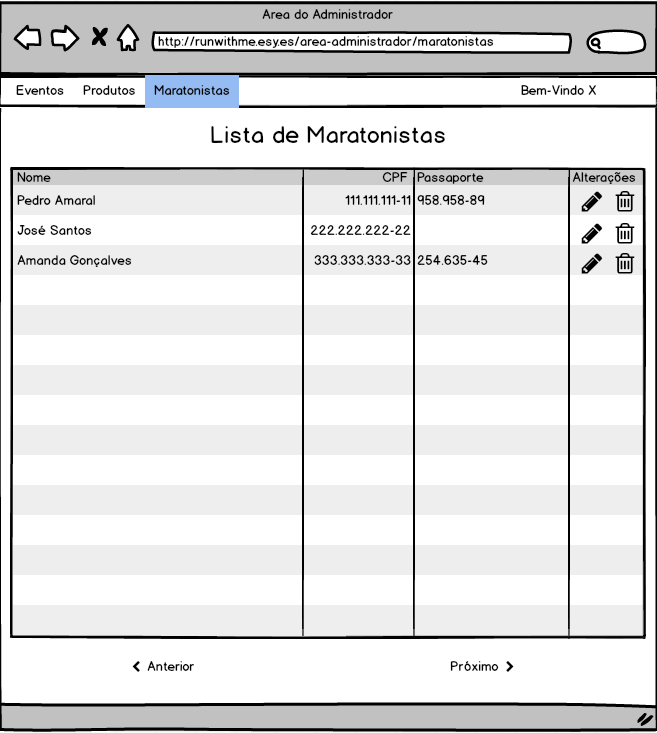 Area do Administrador
http://runwithme.esy.es/area-administrador/maratonistas
Eventos Produtos Maratonistas Bem-Vindo X
Lista de Maratonistas
Nome CPF Passaporte Alterações
Pedro Amaral 111.111.111-11 958.958-89
José Santos 222.222.222-22
Amanda Gonçalves 333.333.333-33 254.635-45
Anterior Próximo